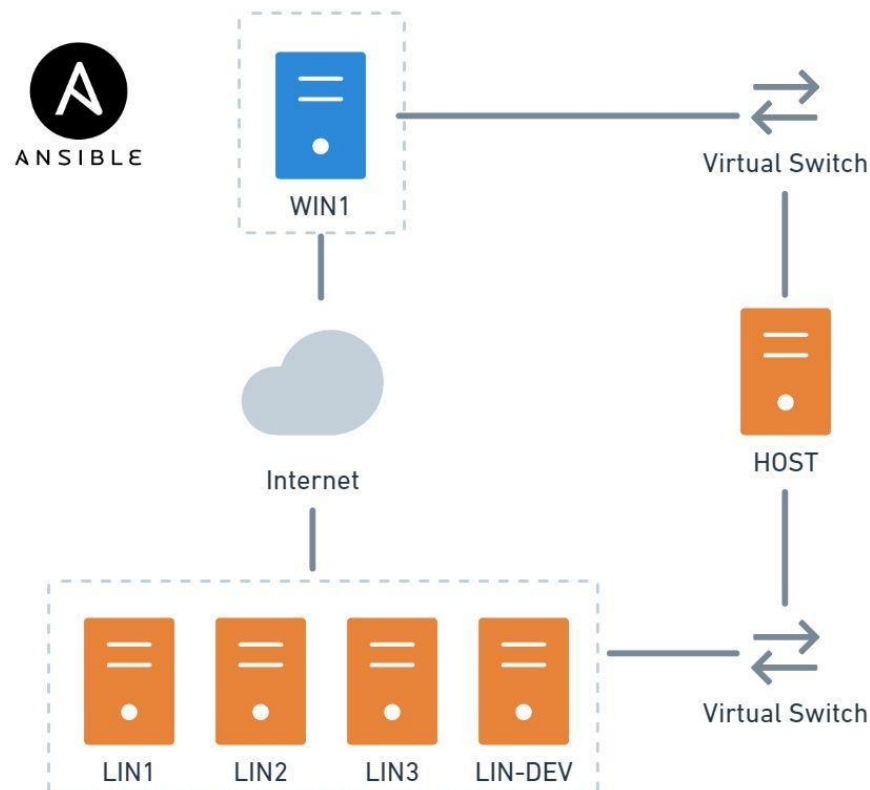 ANSIBLE
WIN1
Virtual Switch
HOST
Internet
Virtual Switch
LIN1
LIN2
LIN3
LIN-DEV